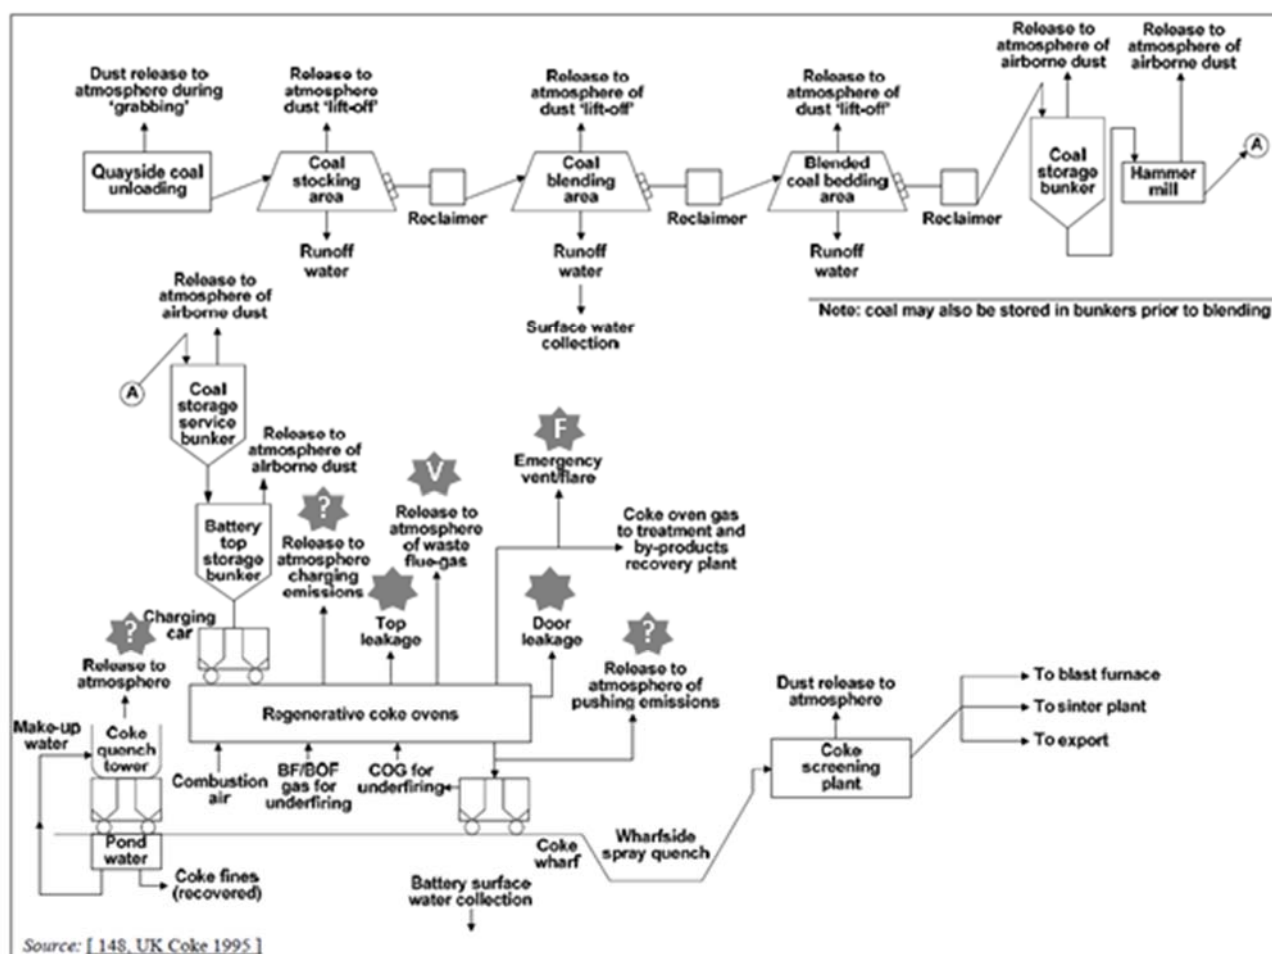 Dust release to
atmosphere during
‘grabbing’
Release to
atmosphere
dust ‘lift-off’
Release to
atmosphere of
dust ‘lift-off’
Release to
atmosphere of
dust ‘lift-off’
Release to
atmosphere of
airborne dust
Release to
atmosphere of
airborne dust
Quayside coal
unloading
Coal
stocking
area
Reclaimer
Coal
blending
area
Reclaimer
Blended
coal bedding
area
Reclaimer
Coal
storage
bunker
Hammer
mill
A
Runoff
water
Runoff
water
Runoff
water
Surface water
collection
Note: coal may also be stored in bunkers prior to blending
Release to
atmosphere of
airborne dust
A
Coal
storage
service
bunker
Release to
atmosphere of
airborne dust
Battery
top
storage
bunker
Charging
car
?
Release to
atmosphere
charging
emissions
V
Release to
atmosphere
of waste
flue-gas
Top
leakage
F
Emergency
vent/flare
Coke oven gas
to treatment and
by-products
recovery plant
Door
leakage
?
Release to
atmosphere of
pushing emissions
?
Release to
atmosphere
Make-up
water
Coke
quench
tower
Regenerative coke ovens
Combustion
air
BF/BOF
gas for
underfiring
COG for
underfiring
Dust release to
atmosphere
Coke
screening
plant
To blast furnace
To sinter plant
To export
Pond
water
Coke fines
(recovered)
Coke
wharf
Wharfside
spray quench
Battery surface
water collection
Source: [ 148, UK Coke 1995 ]